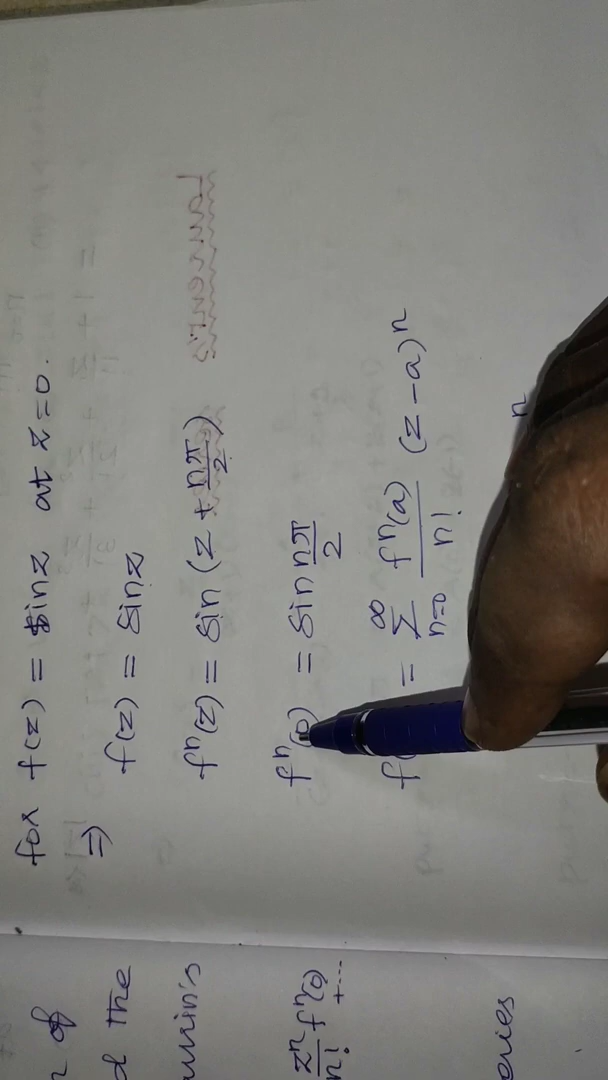 for f(z) = sinz at z=0.
⇒ f(z) = sinz
fⁿ(z) = sin (z + nπ/2)
fⁿ(0) = sin nπ/2
f = ∞ Σ n=0 fⁿ(a)/n! (z-a)ⁿ
n
of
the
zⁿ/n! fⁿ(0) + ...